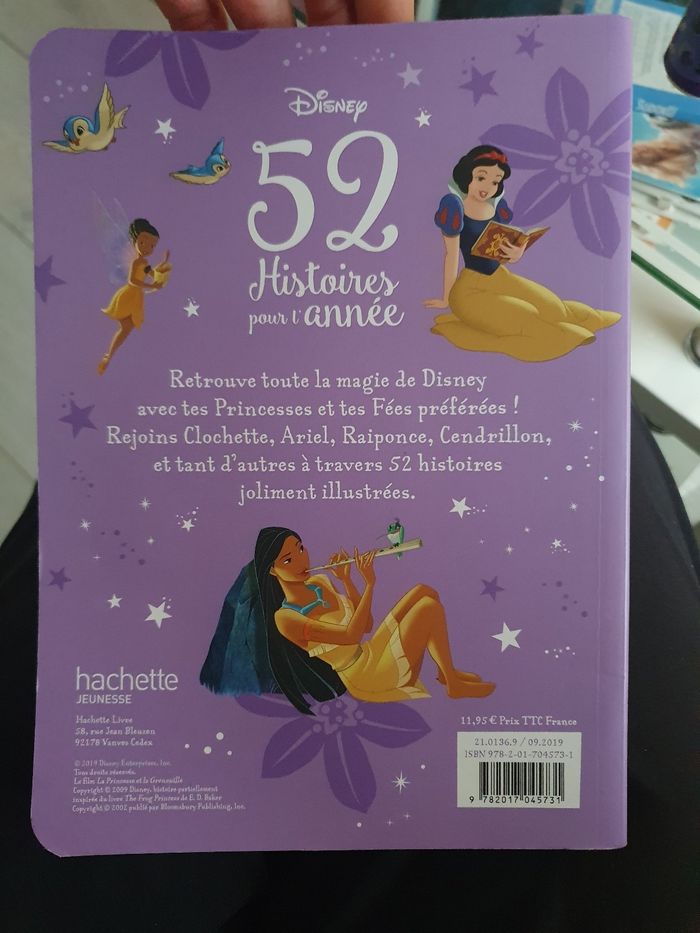 Disney
52
Histoires
pour l'année
Retrouve toute la magie de Disney
avec tes Princesses et tes Fées préférées !
Rejoins Clochette, Ariel, Raiponce, Cendrillon,
et tant d'autres à travers 52 histoires
joliment illustrées.
hachette
JEUNESSE
Hachette Livre
58, rue Jean Bleuzen
92178 Vanves Cedex
© 2019 Disney Enterprises, Inc.
Tous droits réservés.
Le film La Princesse et la Grenouille
Copyright © 2009 Disney, histoire partiellement
inspirée du livre The Frog Princess de E. D. Baker
Copyright © 2002 publié par Bloomsbury Publishing, Inc.
11,95 € Prix TTC France
21.0136.9 / 09.2019
ISBN 978-2-01-704573-1
9 782017 045731